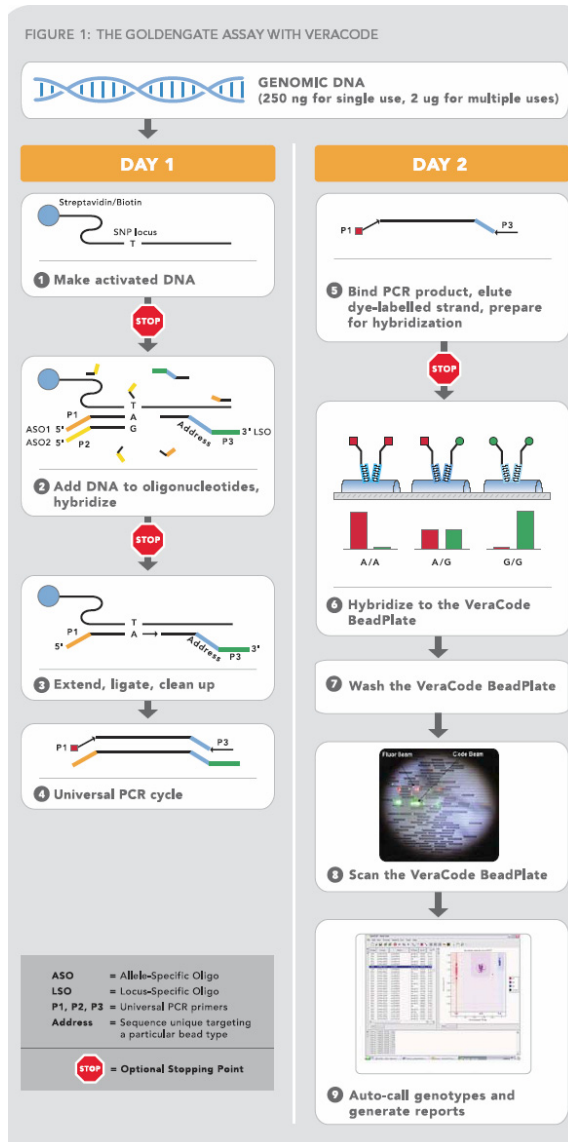 FIGURE 1: THE GOLDENGATE ASSAY WITH VERACODE
GENOMIC DNA
(250 ng for single use, 2 ug for multiple uses)
DAY 1
Streptavidin/Biotin
SNP locus
T
1 Make activated DNA
STOP
P1
T
A
G
ASO1 5'
ASO2 5'
P2
Address
P3
3' LSO
2 Add DNA to oligonucleotides,
hybridize
STOP
P1
5'
T
A
Address
P3
3'
3 Extend, ligate, clean up
P1
P3
4 Universal PCR cycle
ASO = Allele-Specific Oligo
LSO = Locus-Specific Oligo
P1, P2, P3 = Universal PCR primers
Address = Sequence unique targeting
a particular bead type
STOP = Optional Stopping Point
DAY 2
P1
P3
5 Bind PCR product, elute
dye-labelled strand, prepare
for hybridization
STOP
A/A A/G G/G
6 Hybridize to the VeraCode
BeadPlate
7 Wash the VeraCode BeadPlate
Fluor Beam Code Beam
8 Scan the VeraCode BeadPlate
9 Auto-call genotypes and
generate reports